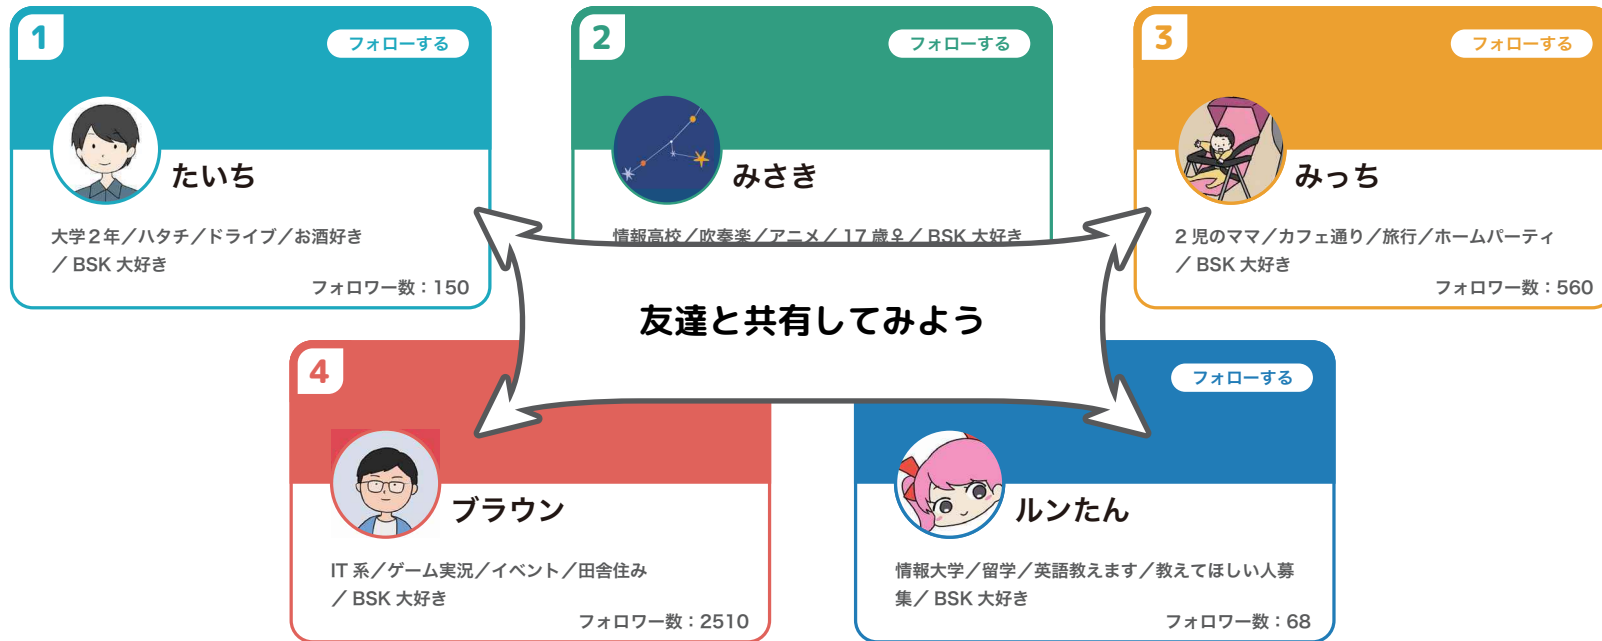 1
フォローする
たいち
大学2年／ハタチ／ドライブ／お酒好き
／ BSK 大好き
フォロワー数：150
2
フォローする
みさき
情報高校／吹奏楽／アニメ／ 17 歳♀／ BSK 大好き
3
フォローする
みっち
2 児のママ／カフェ通り／旅行／ホームパーティ
／ BSK 大好き
フォロワー数：560
友達と共有してみよう
4
ブラウン
IT 系／ゲーム実況／イベント／田舎住み
／ BSK 大好き
フォロワー数：2510
フォローする
ルンたん
情報大学／留学／英語教えます／教えてほしい人募
集／ BSK 大好き
フォロワー数：68